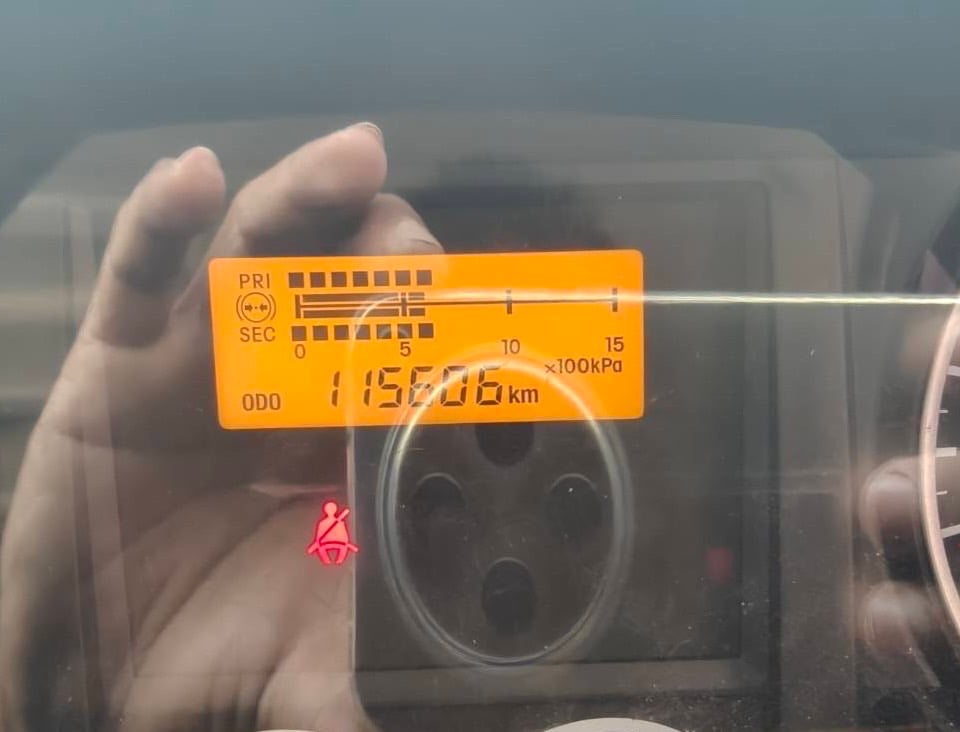 PRI
SEC
0 5 10 15
×100kPa
ODO 115606 km